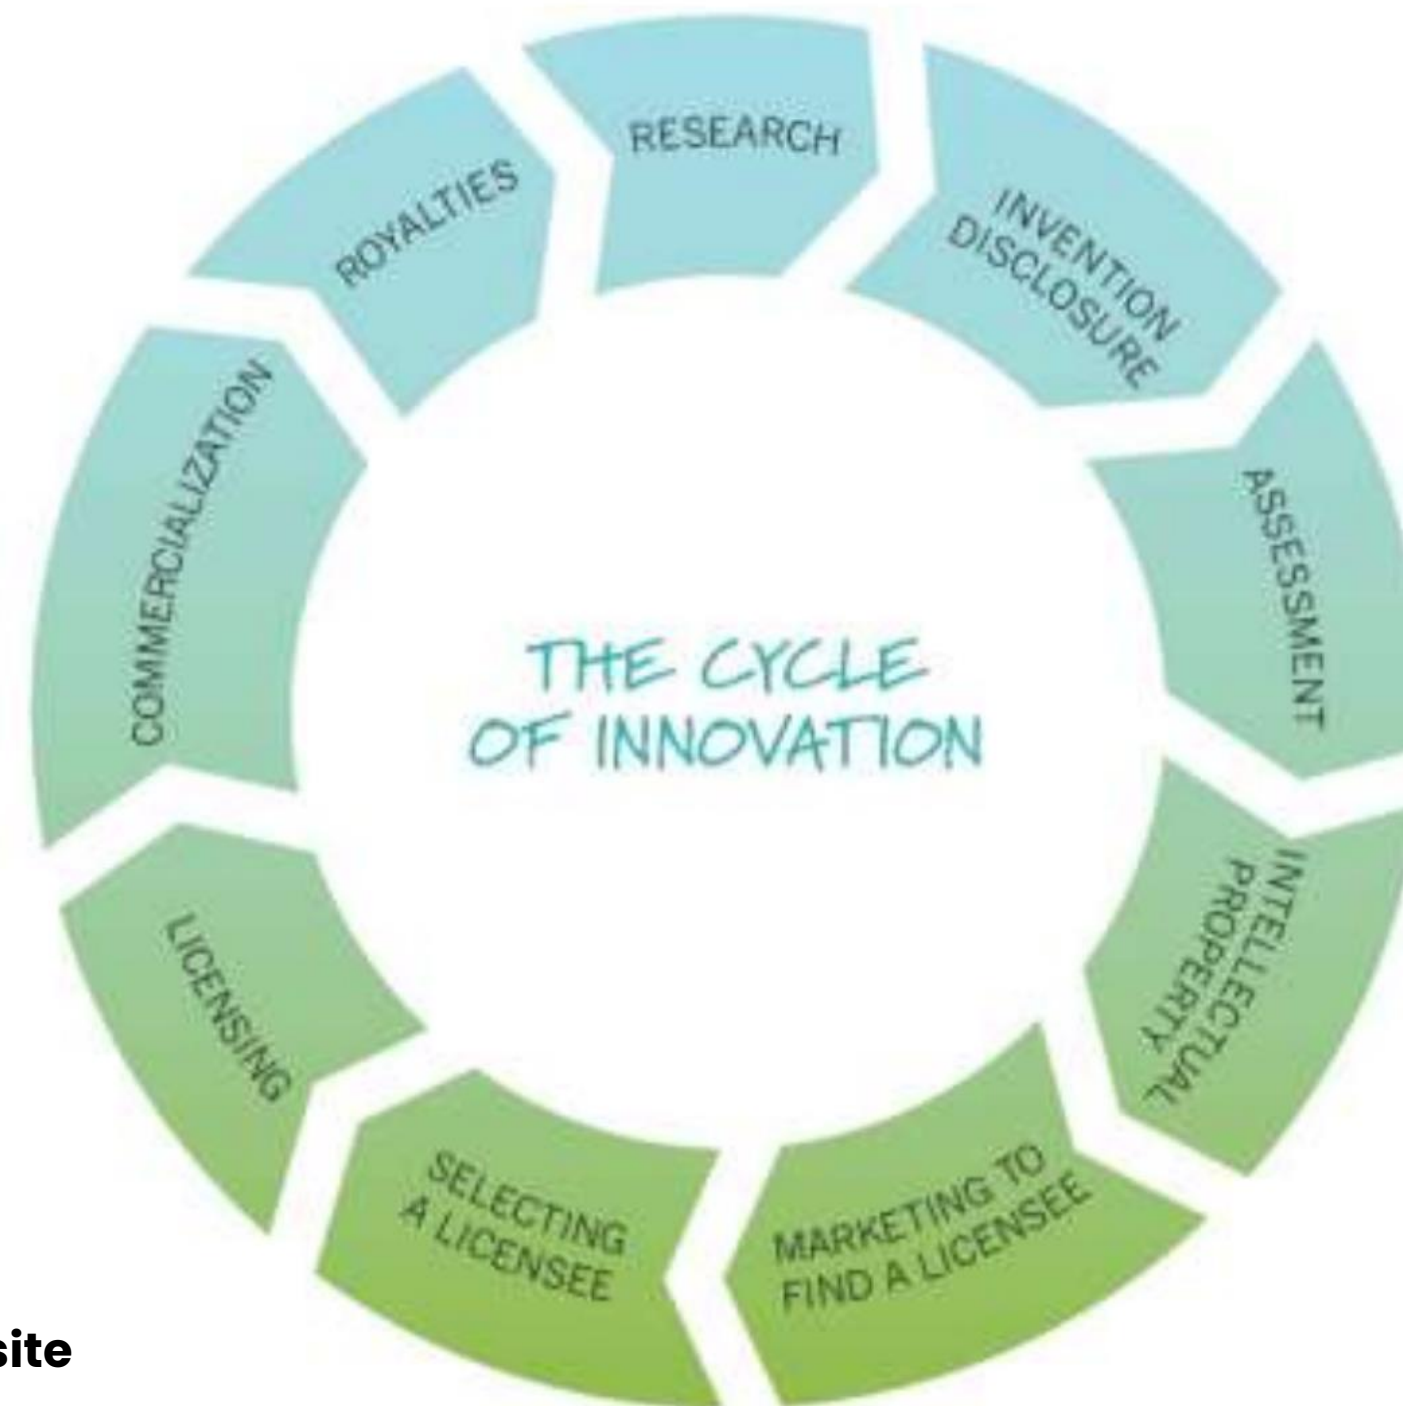 RESEARCH
INVENTION
DISCLOSURE
ASSESSMENT
INTELLECTUAL
PROPERTY
MARKETING TO
FIND A LICENSEE
SELECTING
A LICENSEE
LICENSING
COMMERCIALIZATION
ROYALTIES
THE CYCLE
OF INNOVATION
site